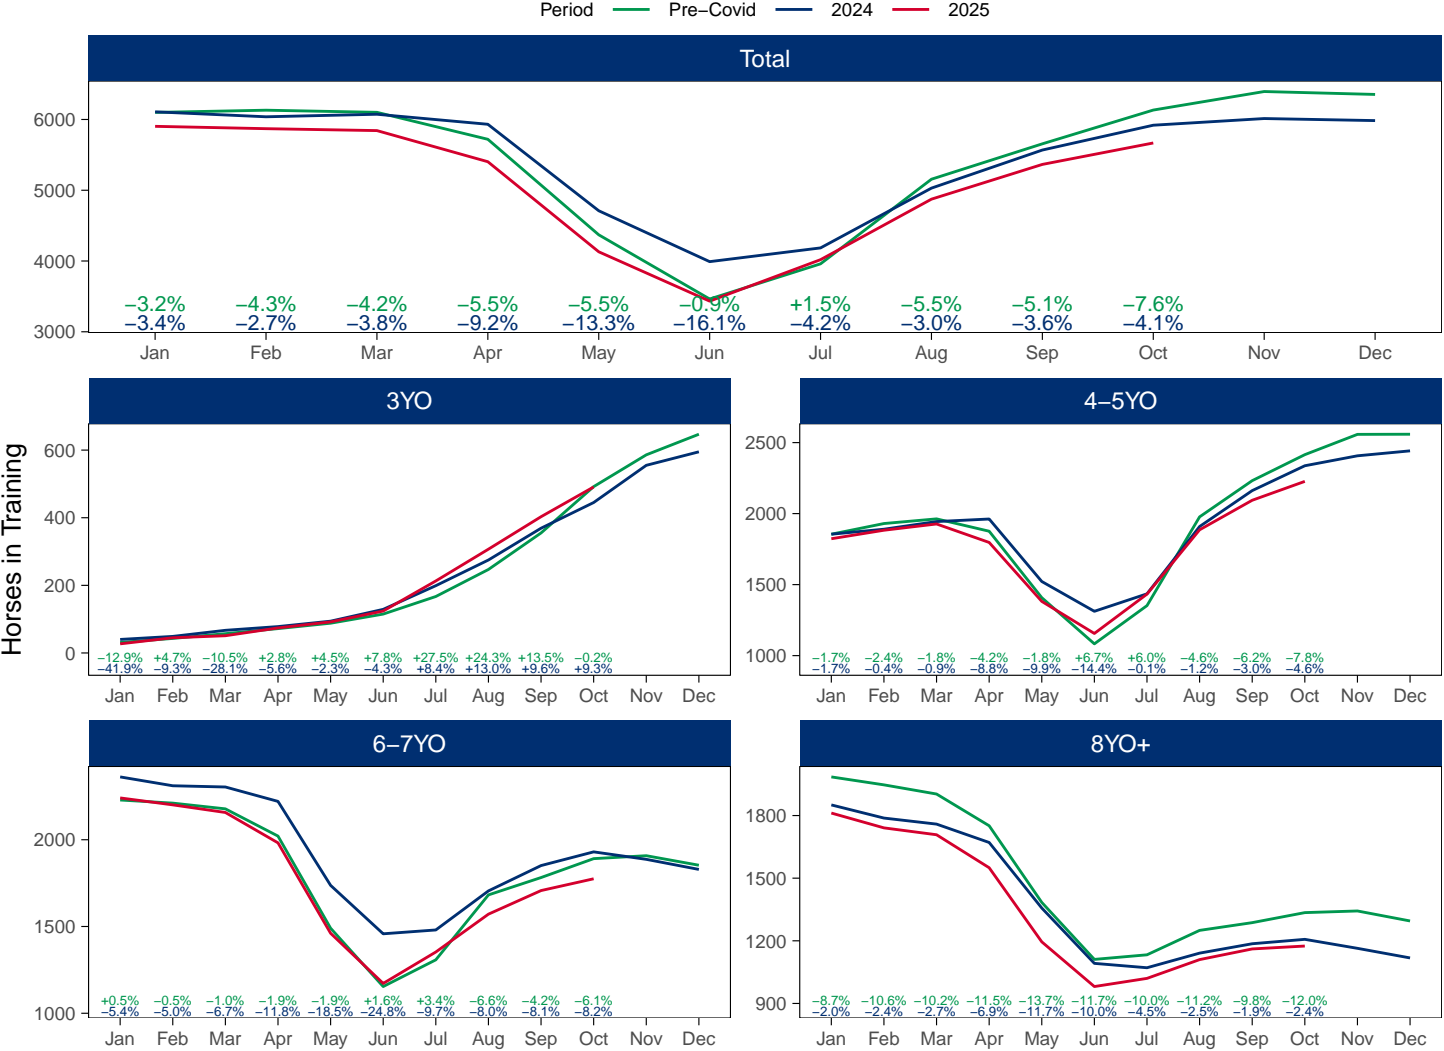 Period Pre−Covid 2024 2025
Total
6000
5000
4000
3000
−3.2% −4.3% −4.2% −5.5% −5.5% −0.9% +1.5% −5.5% −5.1% −7.6%
−3.4% −2.7% −3.8% −9.2% −13.3% −16.1% −4.2% −3.0% −3.6% −4.1%
Jan Feb Mar Apr May Jun Jul Aug Sep Oct Nov Dec
Horses in Training
3YO
600
400
200
0
−12.9% +4.7% −10.5% +2.8% +4.5% +7.8% +27.5% +24.3% +13.5% −0.2%
−41.9% −9.3% −28.1% −5.6% −2.3% −4.3% +8.4% +13.0% +9.6% +9.3%
Jan Feb Mar Apr May Jun Jul Aug Sep Oct Nov Dec
4−5YO
2500
2000
1500
1000
−1.7% −2.4% −1.8% −4.2% −1.8% +6.7% +6.0% −4.6% −6.2% −7.8%
−1.7% −0.4% −0.9% −8.8% −9.9% −14.4% −0.1% −1.2% −3.0% −4.6%
Jan Feb Mar Apr May Jun Jul Aug Sep Oct Nov Dec
6−7YO
2000
1500
1000
+0.5% −0.5% −1.0% −1.9% −1.9% +1.6% +3.4% −6.6% −4.2% −6.1%
−5.4% −5.0% −6.7% −11.8% −18.5% −24.8% −9.7% −8.0% −8.1% −8.2%
Jan Feb Mar Apr May Jun Jul Aug Sep Oct Nov Dec
8YO+
1800
1500
1200
900
−8.7% −10.6% −10.2% −11.5% −13.7% −11.7% −10.0% −11.2% −9.8% −12.0%
−2.0% −2.4% −2.7% −6.9% −11.7% −10.0% −4.5% −2.5% −1.9% −2.4%
Jan Feb Mar Apr May Jun Jul Aug Sep Oct Nov Dec